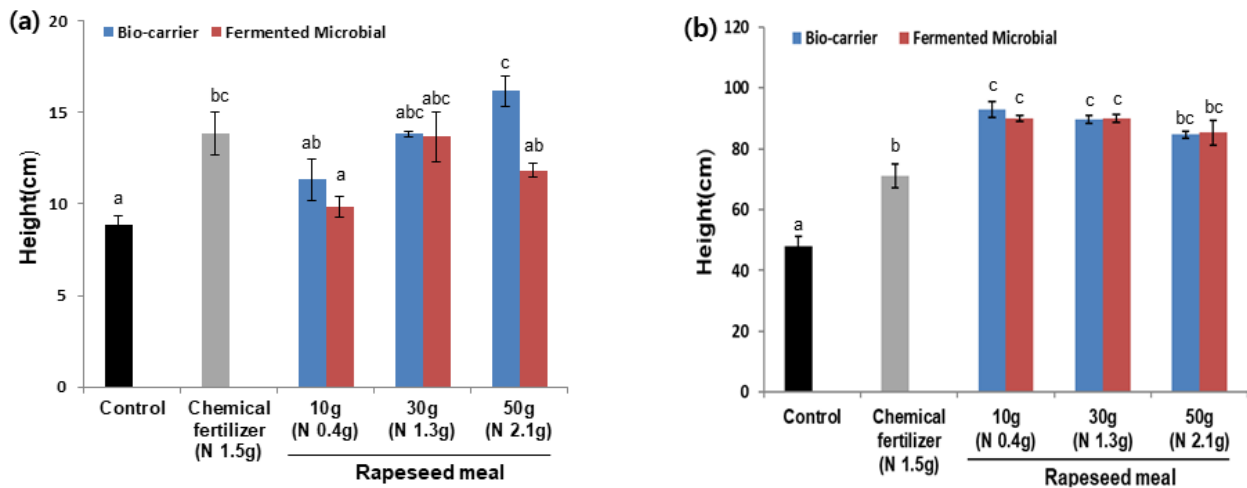 (a)
20
15
10
5
0
Height(cm)
Bio-carrier Fermented Microbial
a
bc
ab
a
abc
abc
c
ab
Control
Chemical
fertilizer
(N 1.5g)
10g
(N 0.4g)
30g
(N 1.3g)
50g
(N 2.1g)
Rapeseed meal
(b)
120
100
80
60
40
20
0
Height(cm)
Bio-carrier Fermented Microbial
a
b
c
c
c
c
bc
bc
Control
Chemical
fertilizer
(N 1.5g)
10g
(N 0.4g)
30g
(N 1.3g)
50g
(N 2.1g)
Rapeseed meal